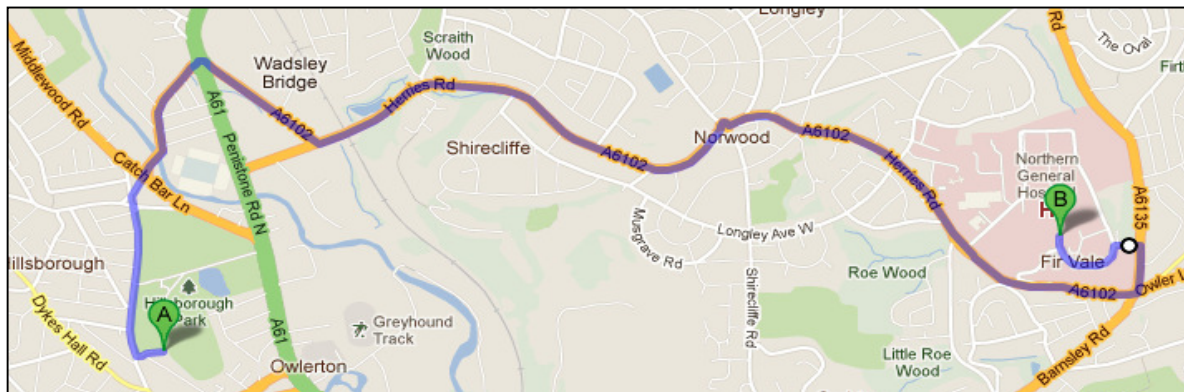 Longley
Rd
The Oval
Firth
Middlewood Rd
Scraith
Wood
Wadsley
Bridge
A61
A6102
Herries Rd
Penistone Rd N
Shirecliffe
A6102
Norwood
A6102
Northern
General
Hospital
H
B
A6135
Catch Bar Ln
Herries Rd
Musgrave Rd
Longley Ave W
Fir Vale
Hillsborough
Roe Wood
A6102
Owler L
Hillsborough
Park
A
Shirecliffe Rd
Barnsley Rd
Dykes Hall Rd
A61
Greyhound
Track
Little Roe
Wood
Owlerton